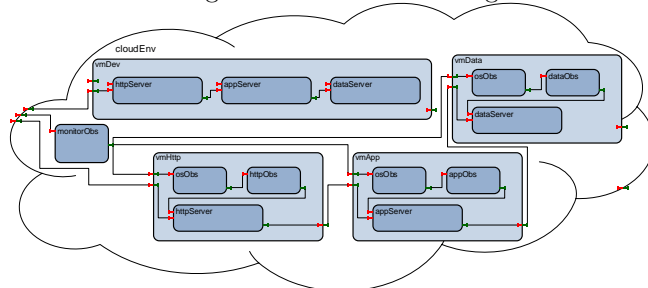 cloudEnv
vmDev
httpServer
appServer
dataServer
vmData
osObs
dataObs
dataServer
monitorObs
vmHttp
osObs
httpObs
httpServer
vmApp
osObs
appObs
appServer